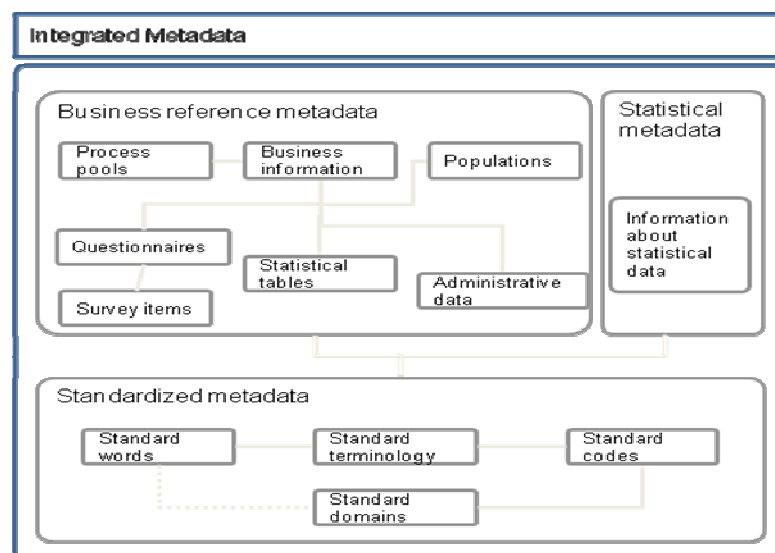 Integrated Metadata
Business reference metadata
Process
pools
Business
information
Populations
Questionnaires
Statistical
tables
Administrative
data
Survey items
Statistical
metadata
Information
about
statistical
data
Standardized metadata
Standard
words
Standard
terminology
Standard
codes
Standard
domains